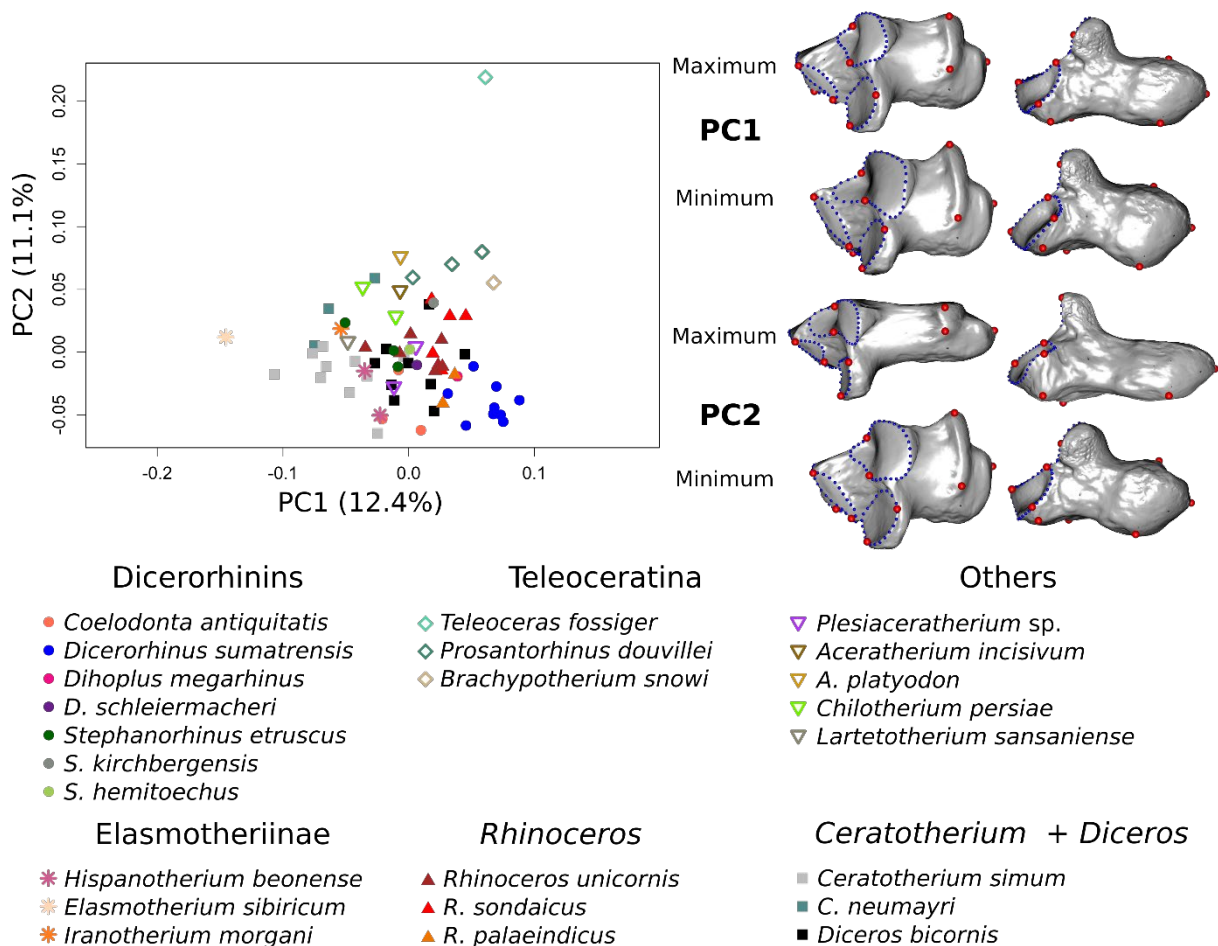 Maximum
PC1
Minimum
Maximum
PC2
Minimum
PC2 (11.1%)
0.20
0.15
0.10
0.05
0.00
-0.05
-0.2
-0.1
0.0
0.1
PC1 (12.4%)
Dicerorhinins
Coelodonta antiquitatis
Dicerorhinus sumatrensis
Dihoplus megarhinus
D. schleiermacheri
Stephanorhinus etruscus
S. kirchbergensis
S. hemitoechus
Teleoceratina
Teleoceras fossiger
Prosantorhinus douvillei
Brachypotherium snowi
Others
Plesiaceratherium sp.
Aceratherium incisivum
A. platyodon
Chilotherium persiae
Lartetotherium sansaniense
Elasmotheriinae
Hispanotherium beonense
Elasmotherium sibiricum
Iranotherium morgani
Rhinoceros
Rhinoceros unicornis
R. sondaicus
R. palaeindicus
Ceratotherium + Diceros
Ceratotherium simum
C. neumayri
Diceros bicornis